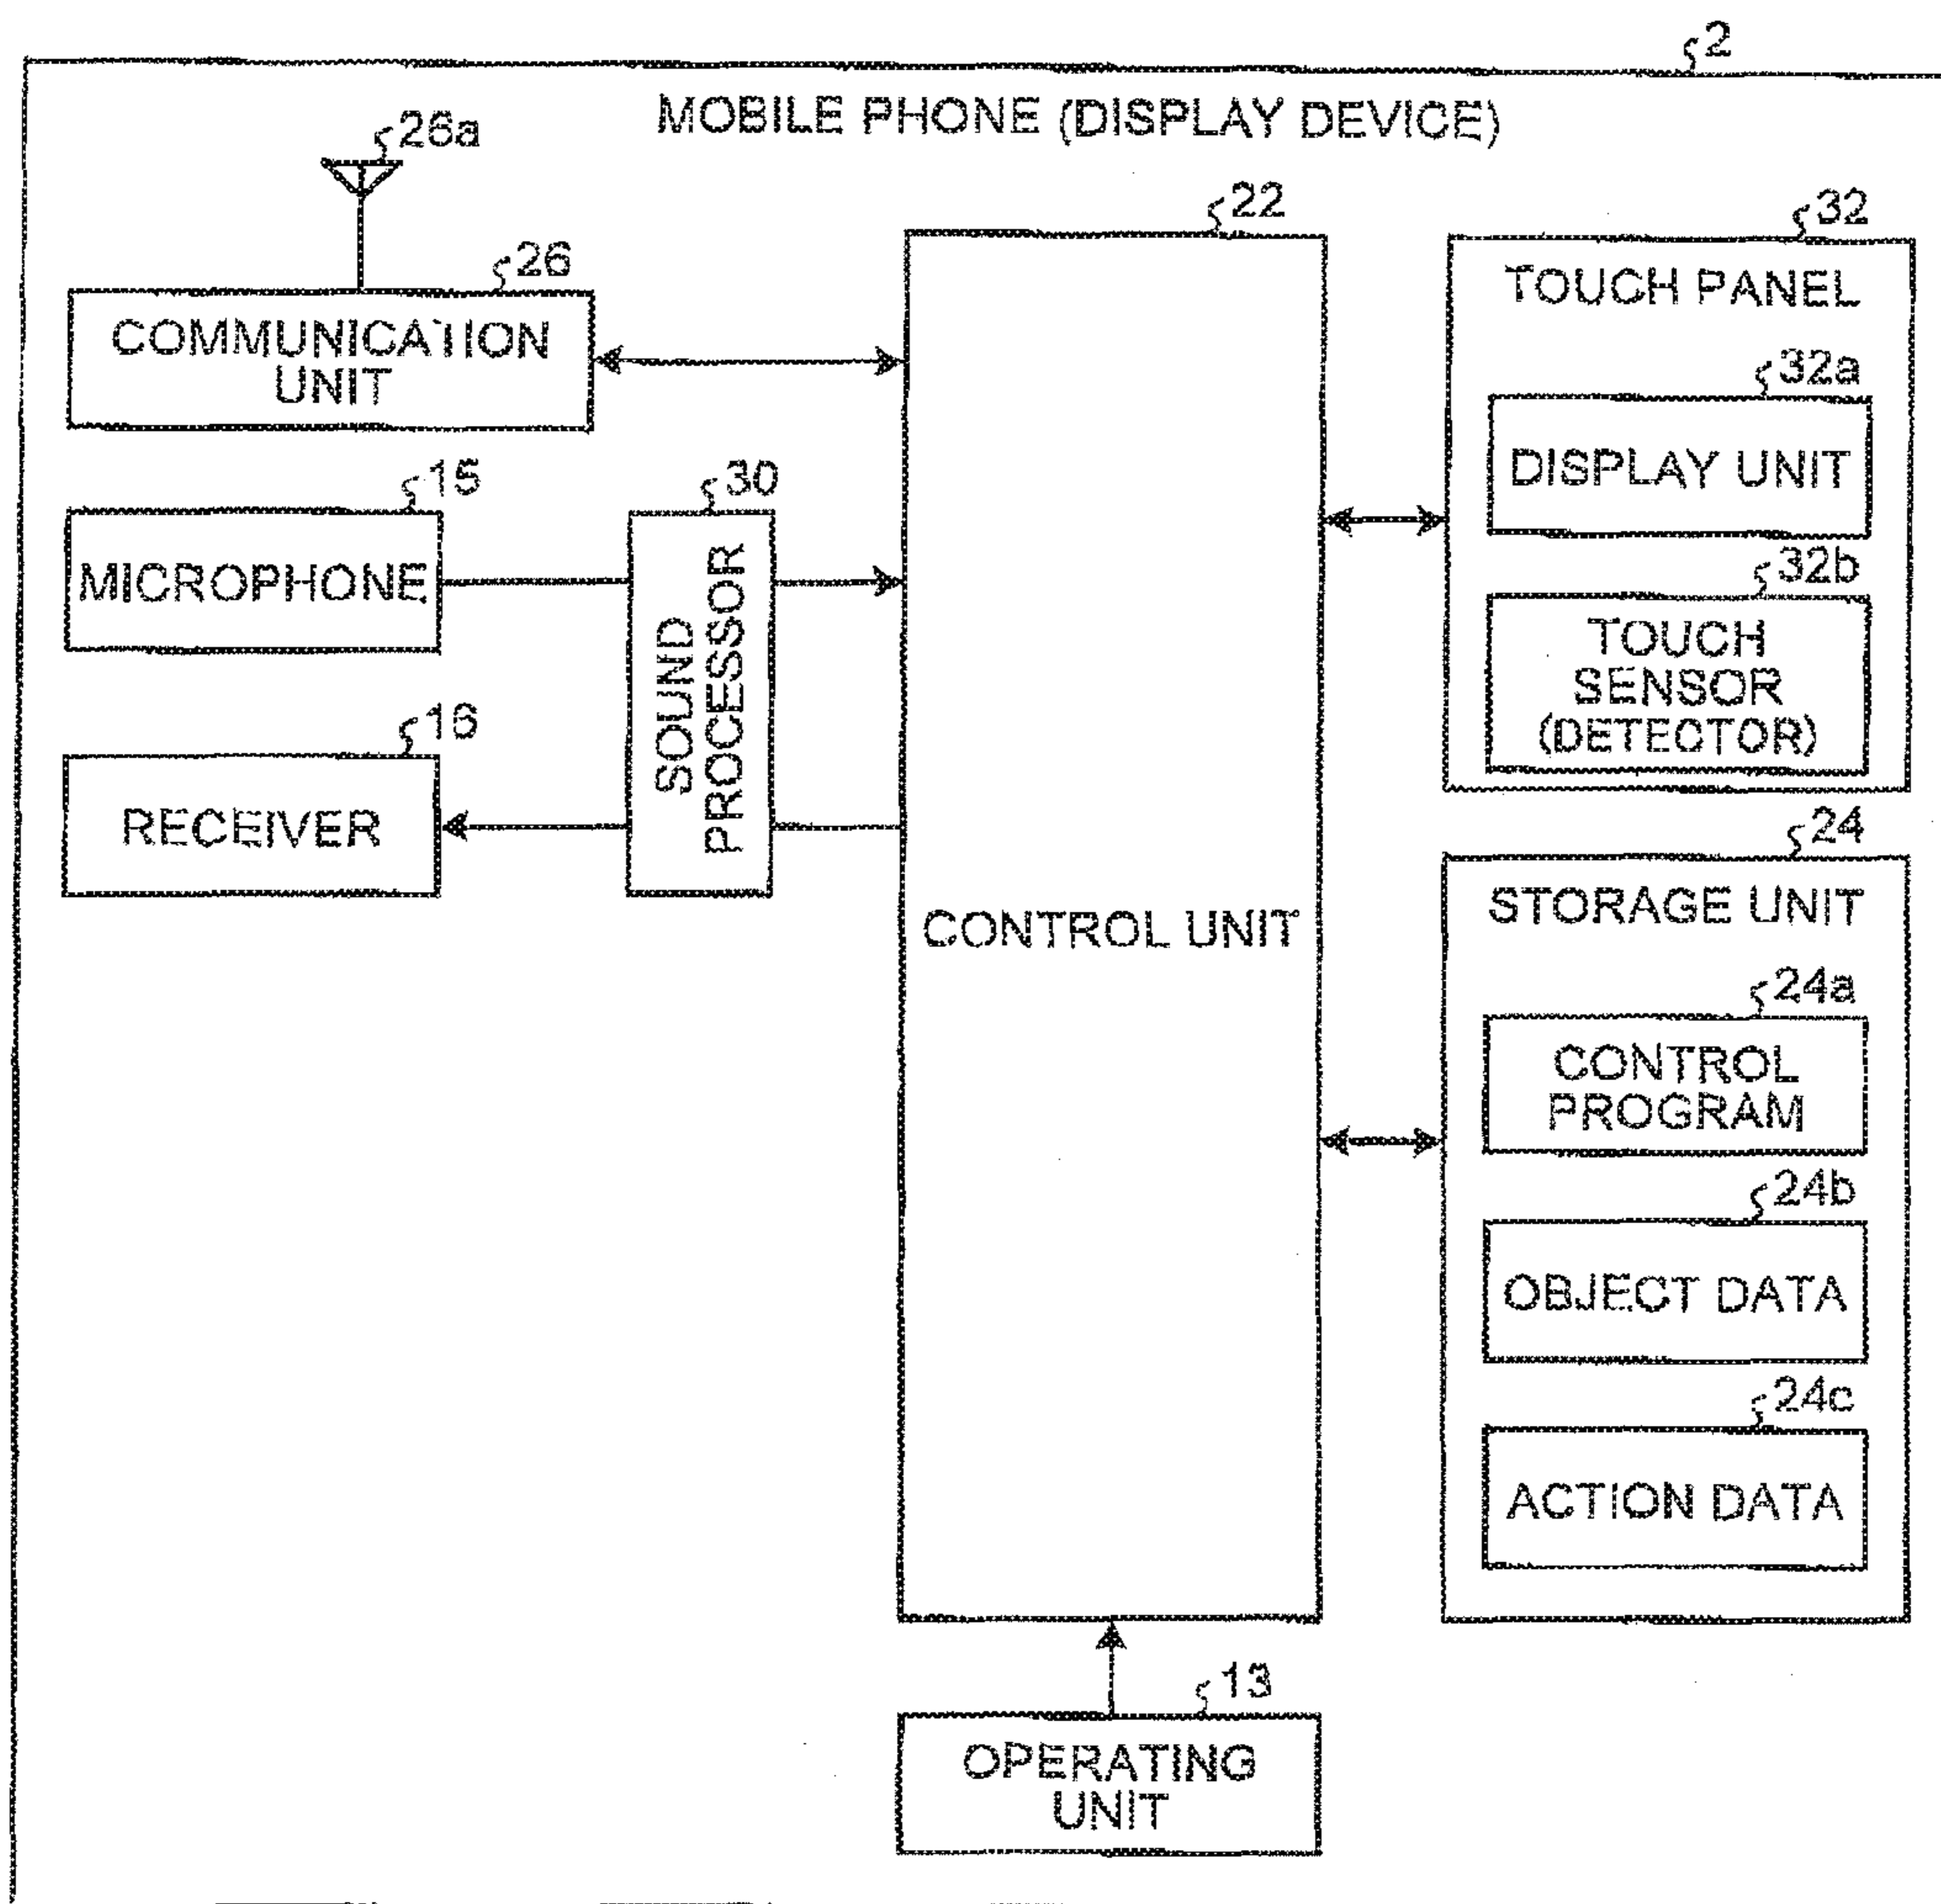 2
MOBILE PHONE (DISPLAY DEVICE)
26a
26
COMMUNICATION
UNIT
15
MICROPHONE
16
RECEIVER
30
SOUND
PROCESSOR
22
CONTROL UNIT
13
OPERATING
UNIT
32
TOUCH PANEL
32a
DISPLAY UNIT
32b
TOUCH
SENSOR
(DETECTOR)
24
STORAGE UNIT
24a
CONTROL
PROGRAM
24b
OBJECT DATA
24c
ACTION DATA